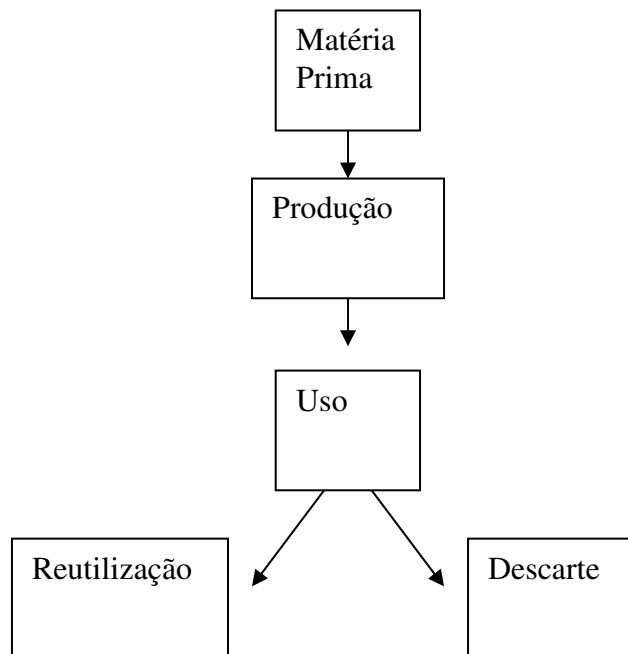 Matéria
Prima
Produção
Uso
Reutilização
Descarte